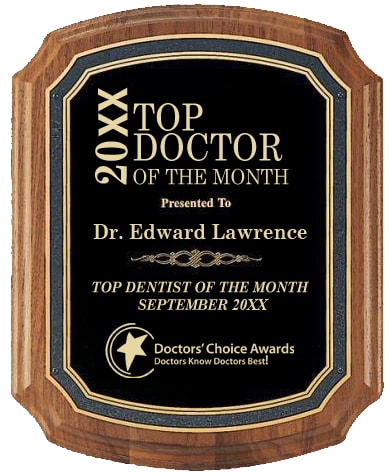 20XX
TOP
DOCTOR
OF THE MONTH
Presented To
Dr. Edward Lawrence
TOP DENTIST OF THE MONTH
SEPTEMBER 20XX
Doctors' Choice Awards
Doctors Know Doctors Best!